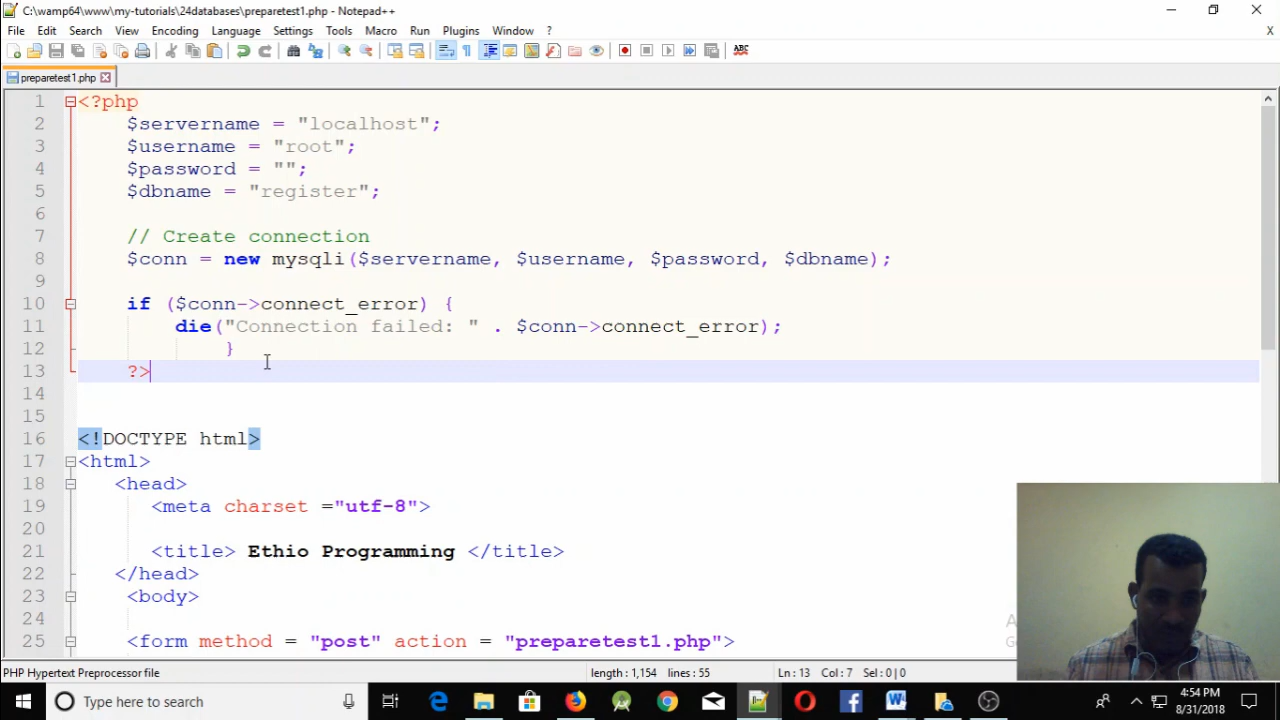 C:\wamp64\www\my-tutorials\24databases\preparetest1.php - Notepad++
File Edit Search View Encoding Language Settings Tools Macro Run Plugins Window ? X
ABC
preparetest1.php
1 <?php
2 $servername = "localhost";
3 $username = "root";
4 $password = "";
5 $dbname = "register";
6
7 // Create connection
8 $conn = new mysqli($servername, $username, $password, $dbname);
9
10 if ($conn->connect_error) {
11 die("Connection failed: " . $conn->connect_error);
12 }
13 ?>
14
15
16 <!DOCTYPE html>
17 <html>
18 <head>
19 <meta charset ="utf-8">
20
21 <title> Ethio Programming </title>
22 </head>
23 <body>
24
25 <form method = "post" action = "preparetest1.php">
PHP Hypertext Preprocessor file length : 1,154 lines : 55 Ln : 13 Col : 7 Sel : 0 | 0
Type here to search
4:54 PM
8/31/2018